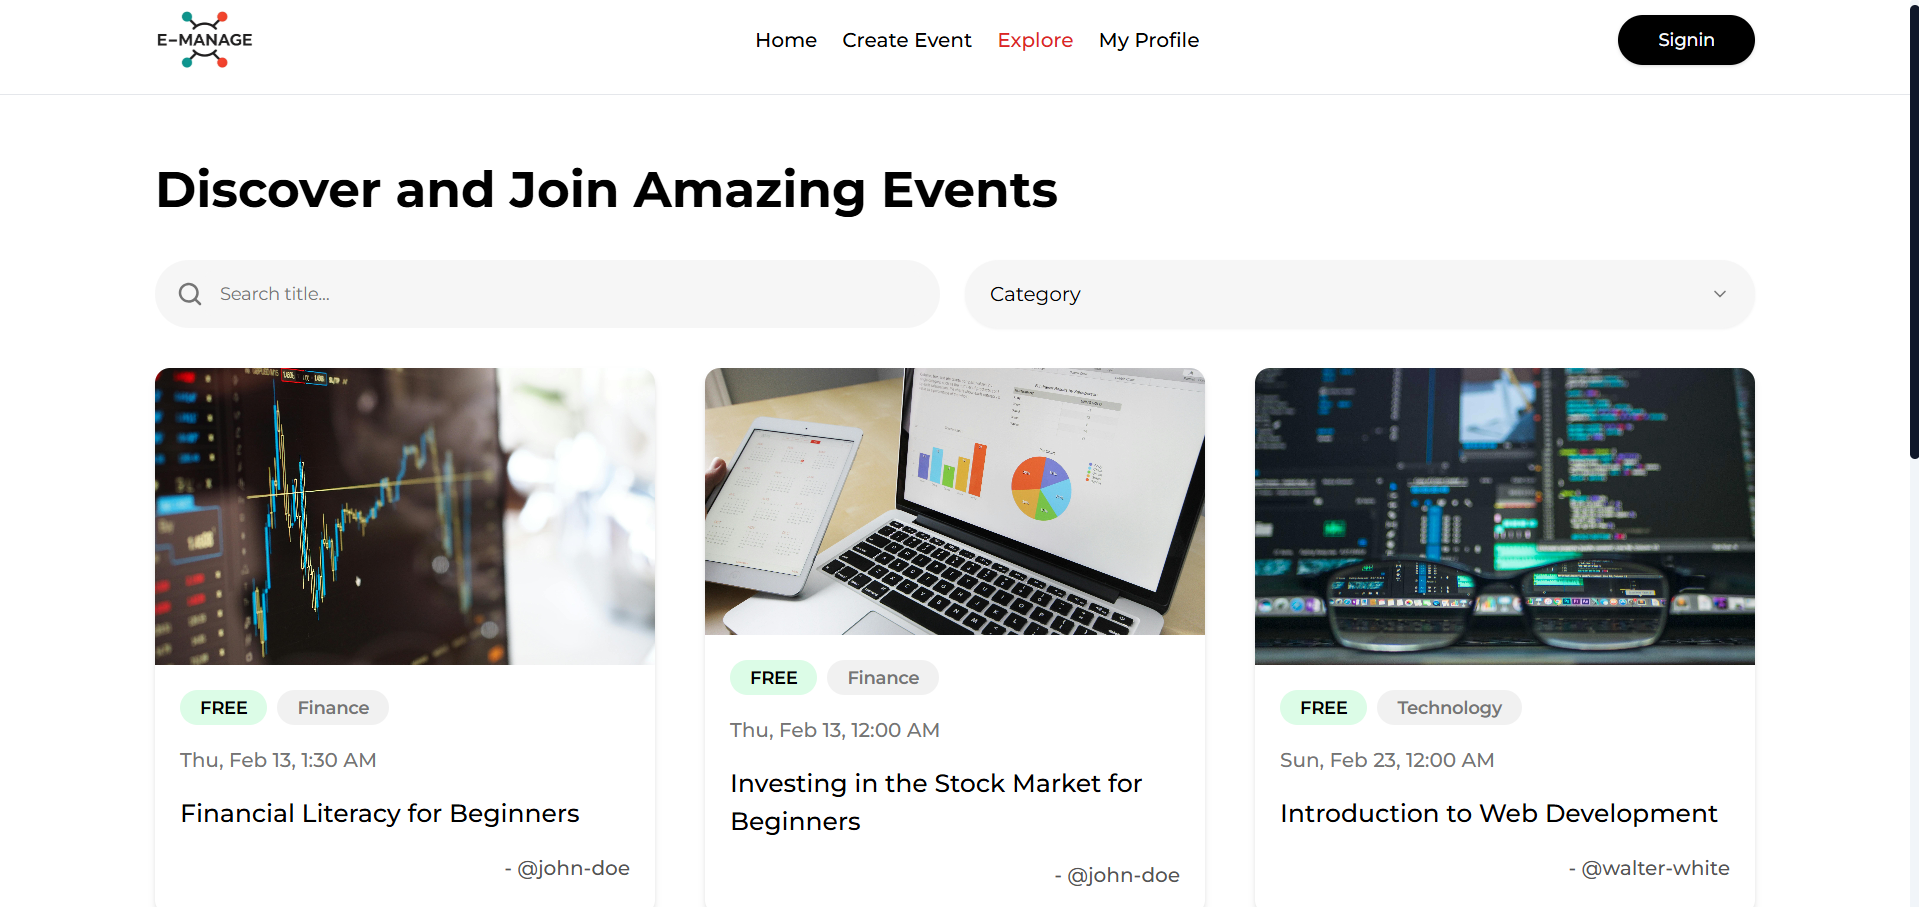 E-MANAGE
Home Create Event Explore My Profile
Signin
Discover and Join Amazing Events
Search title...
Category
FREE Finance
Thu, Feb 13, 1:30 AM
Financial Literacy for Beginners
- @john-doe
FREE Finance
Thu, Feb 13, 12:00 AM
Investing in the Stock Market for
Beginners
- @john-doe
FREE Technology
Sun, Feb 23, 12:00 AM
Introduction to Web Development
- @walter-white